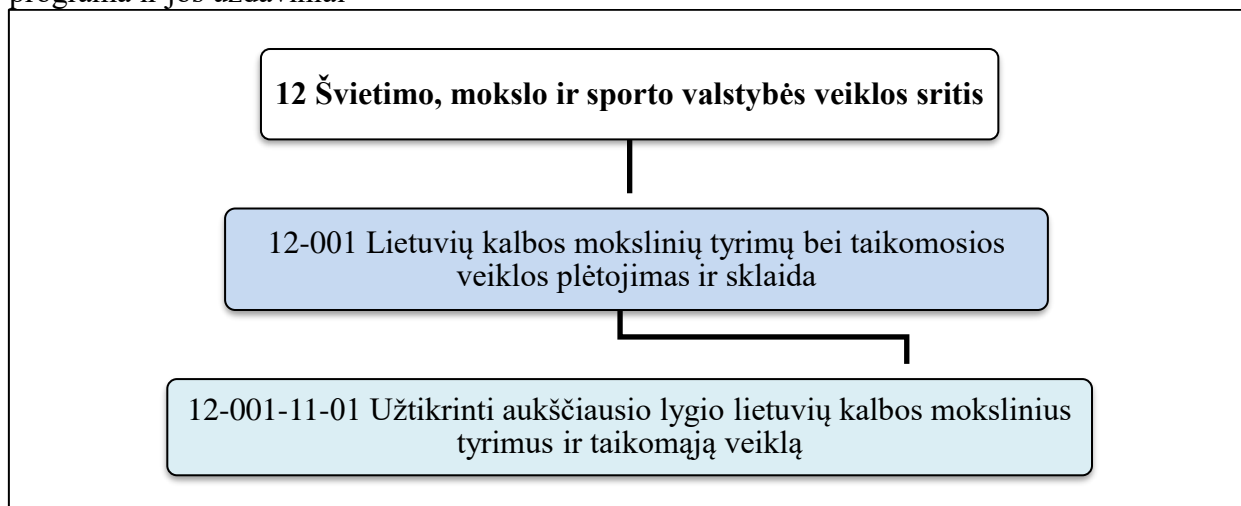 programa ir jos uždaviniai
12 Švietimo, mokslo ir sporto valstybės veiklos sritis
12-001 Lietuvių kalbos mokslinių tyrimų bei taikomosios
veiklos plėtojimas ir sklaida
12-001-11-01 Užtikrinti aukščiausio lygio lietuvių kalbos mokslinius
tyrimus ir taikomąją veiklą